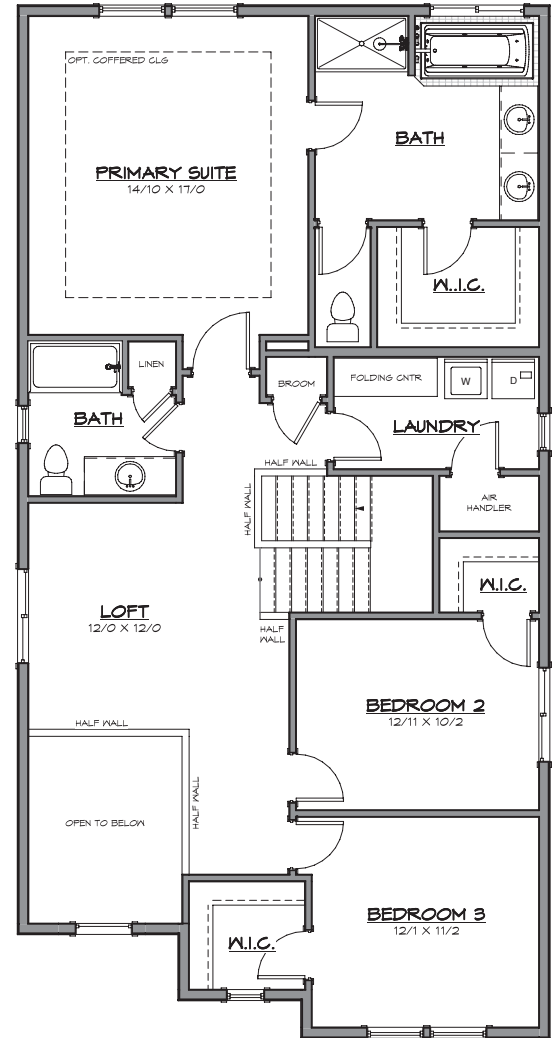 OPT. COFFERED CLG
PRIMARY SUITE
14/10 X 17/0
BATH
W..I.C.
LINEN
BROOM
FOLDING CNTR
W
D
BATH
LAUNDRY
HALF WALL
HALF WALL
AIR
HANDLER
W.I.C.
LOFT
12/0 X 12/0
HALF
WALL
BEDROOM 2
12/11 X 10/2
HALF WALL
HALF WALL
OPEN TO BELOW
BEDROOM 3
12/1 X 11/2
W.I.C.